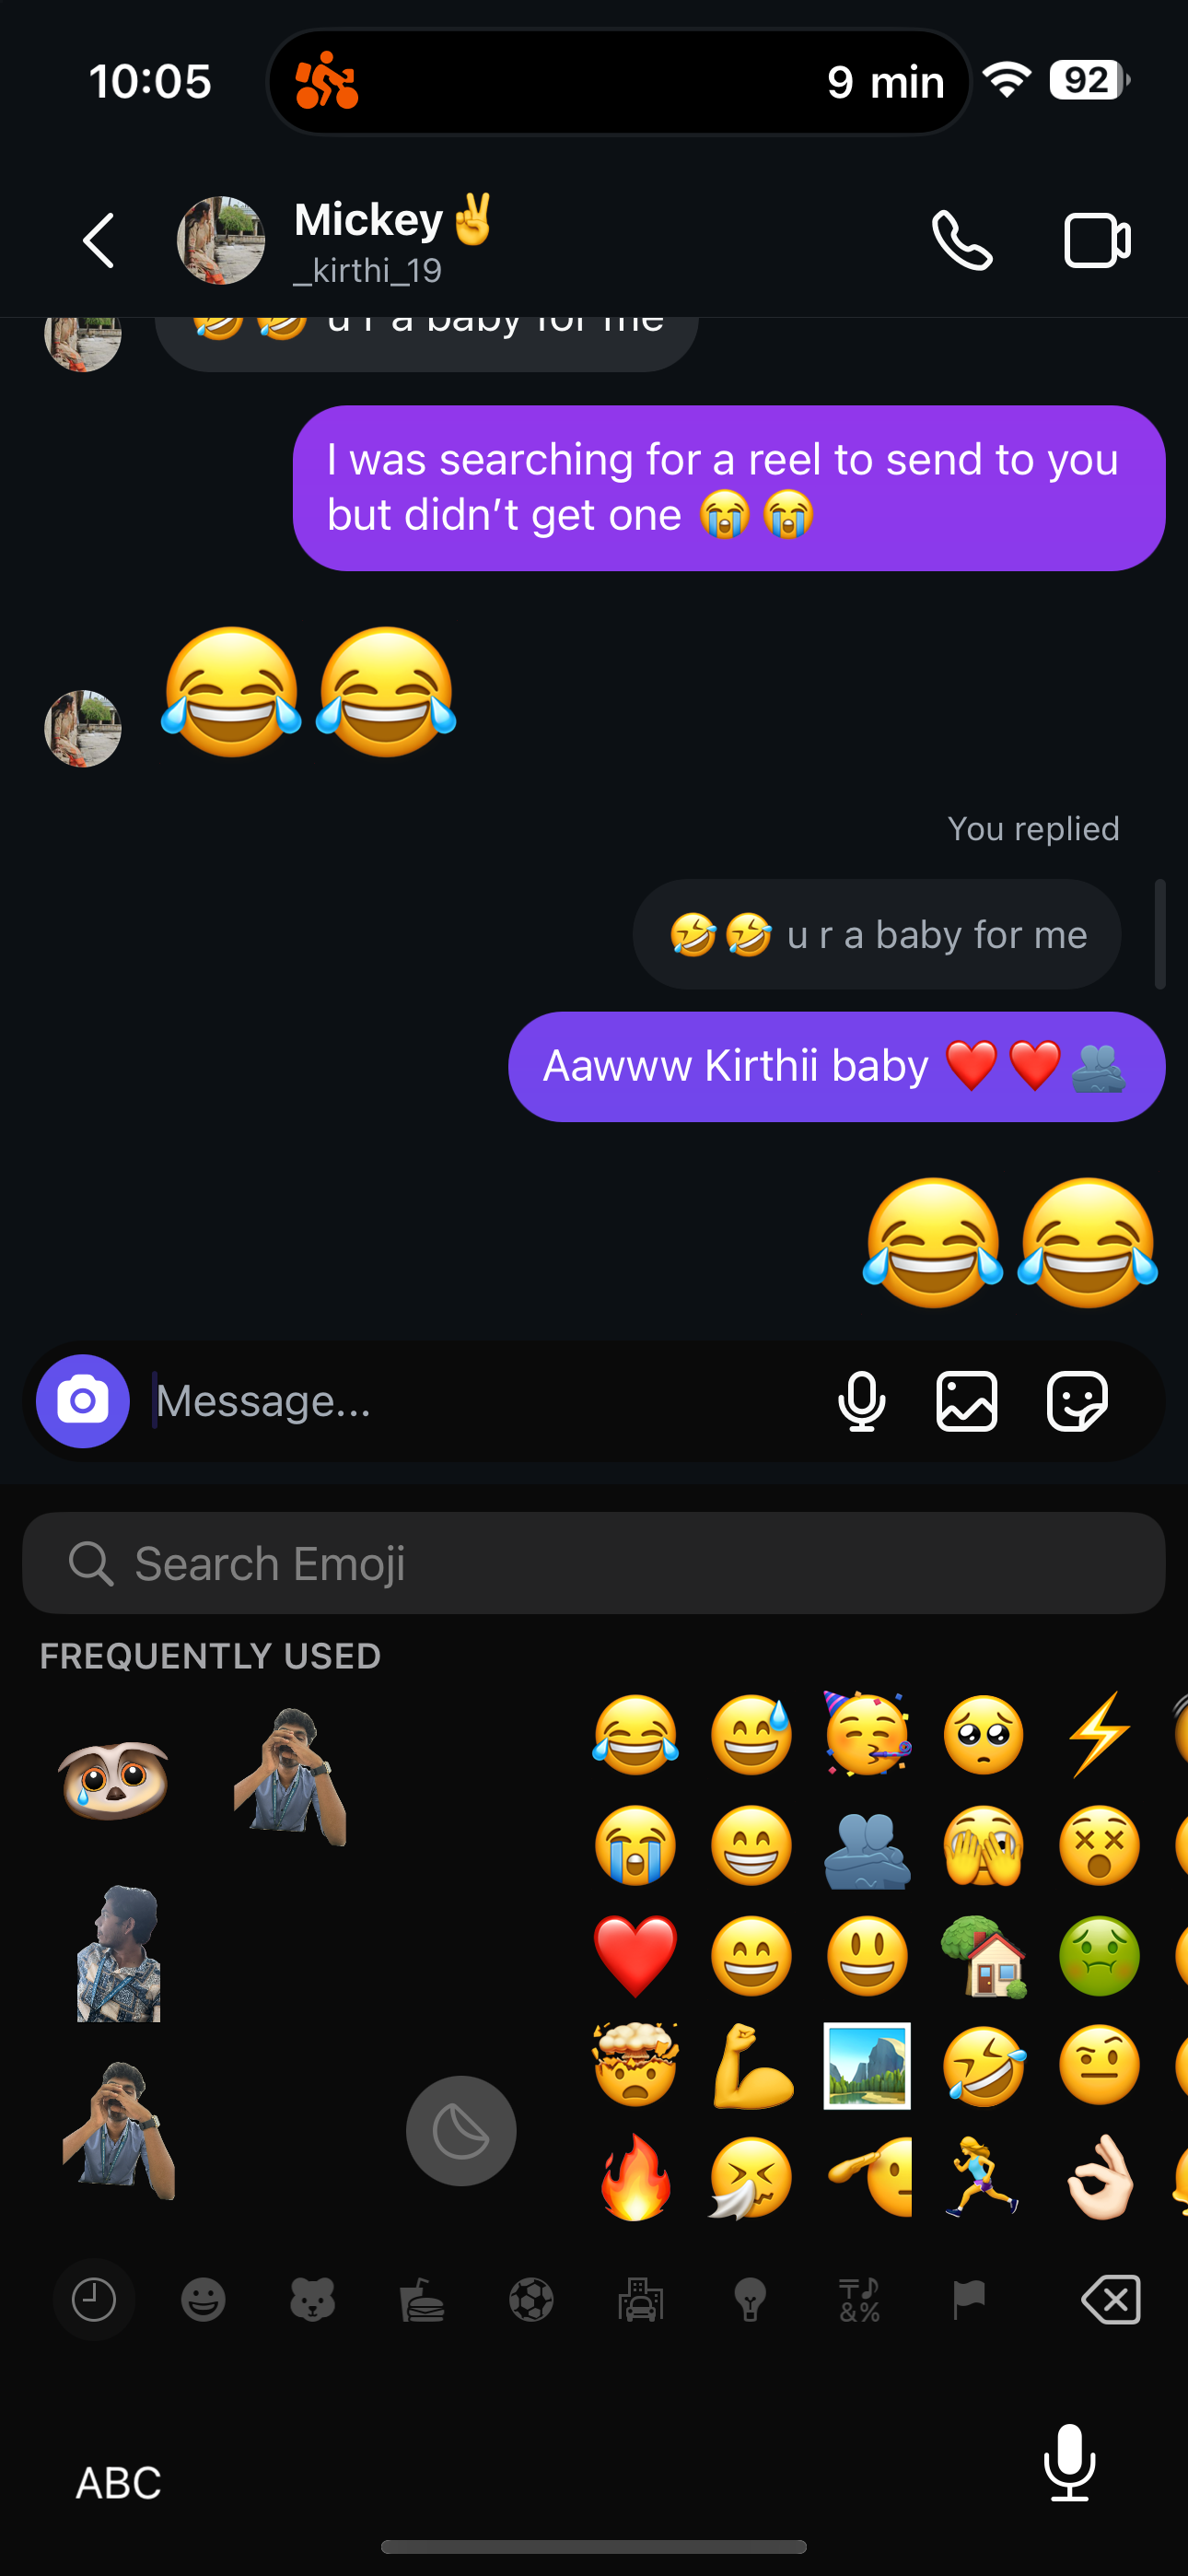 10:05
9 min
92
Mickey✌️
_kirthi_19
🤣🤣 u r a baby for me
I was searching for a reel to send to you
but didn’t get one 😭😭
😂😂
You replied
🤣🤣 u r a baby for me
Aawww Kirthii baby ❤️❤️🫂
😂😂
Message...
Search Emoji
FREQUENTLY USED
ABC